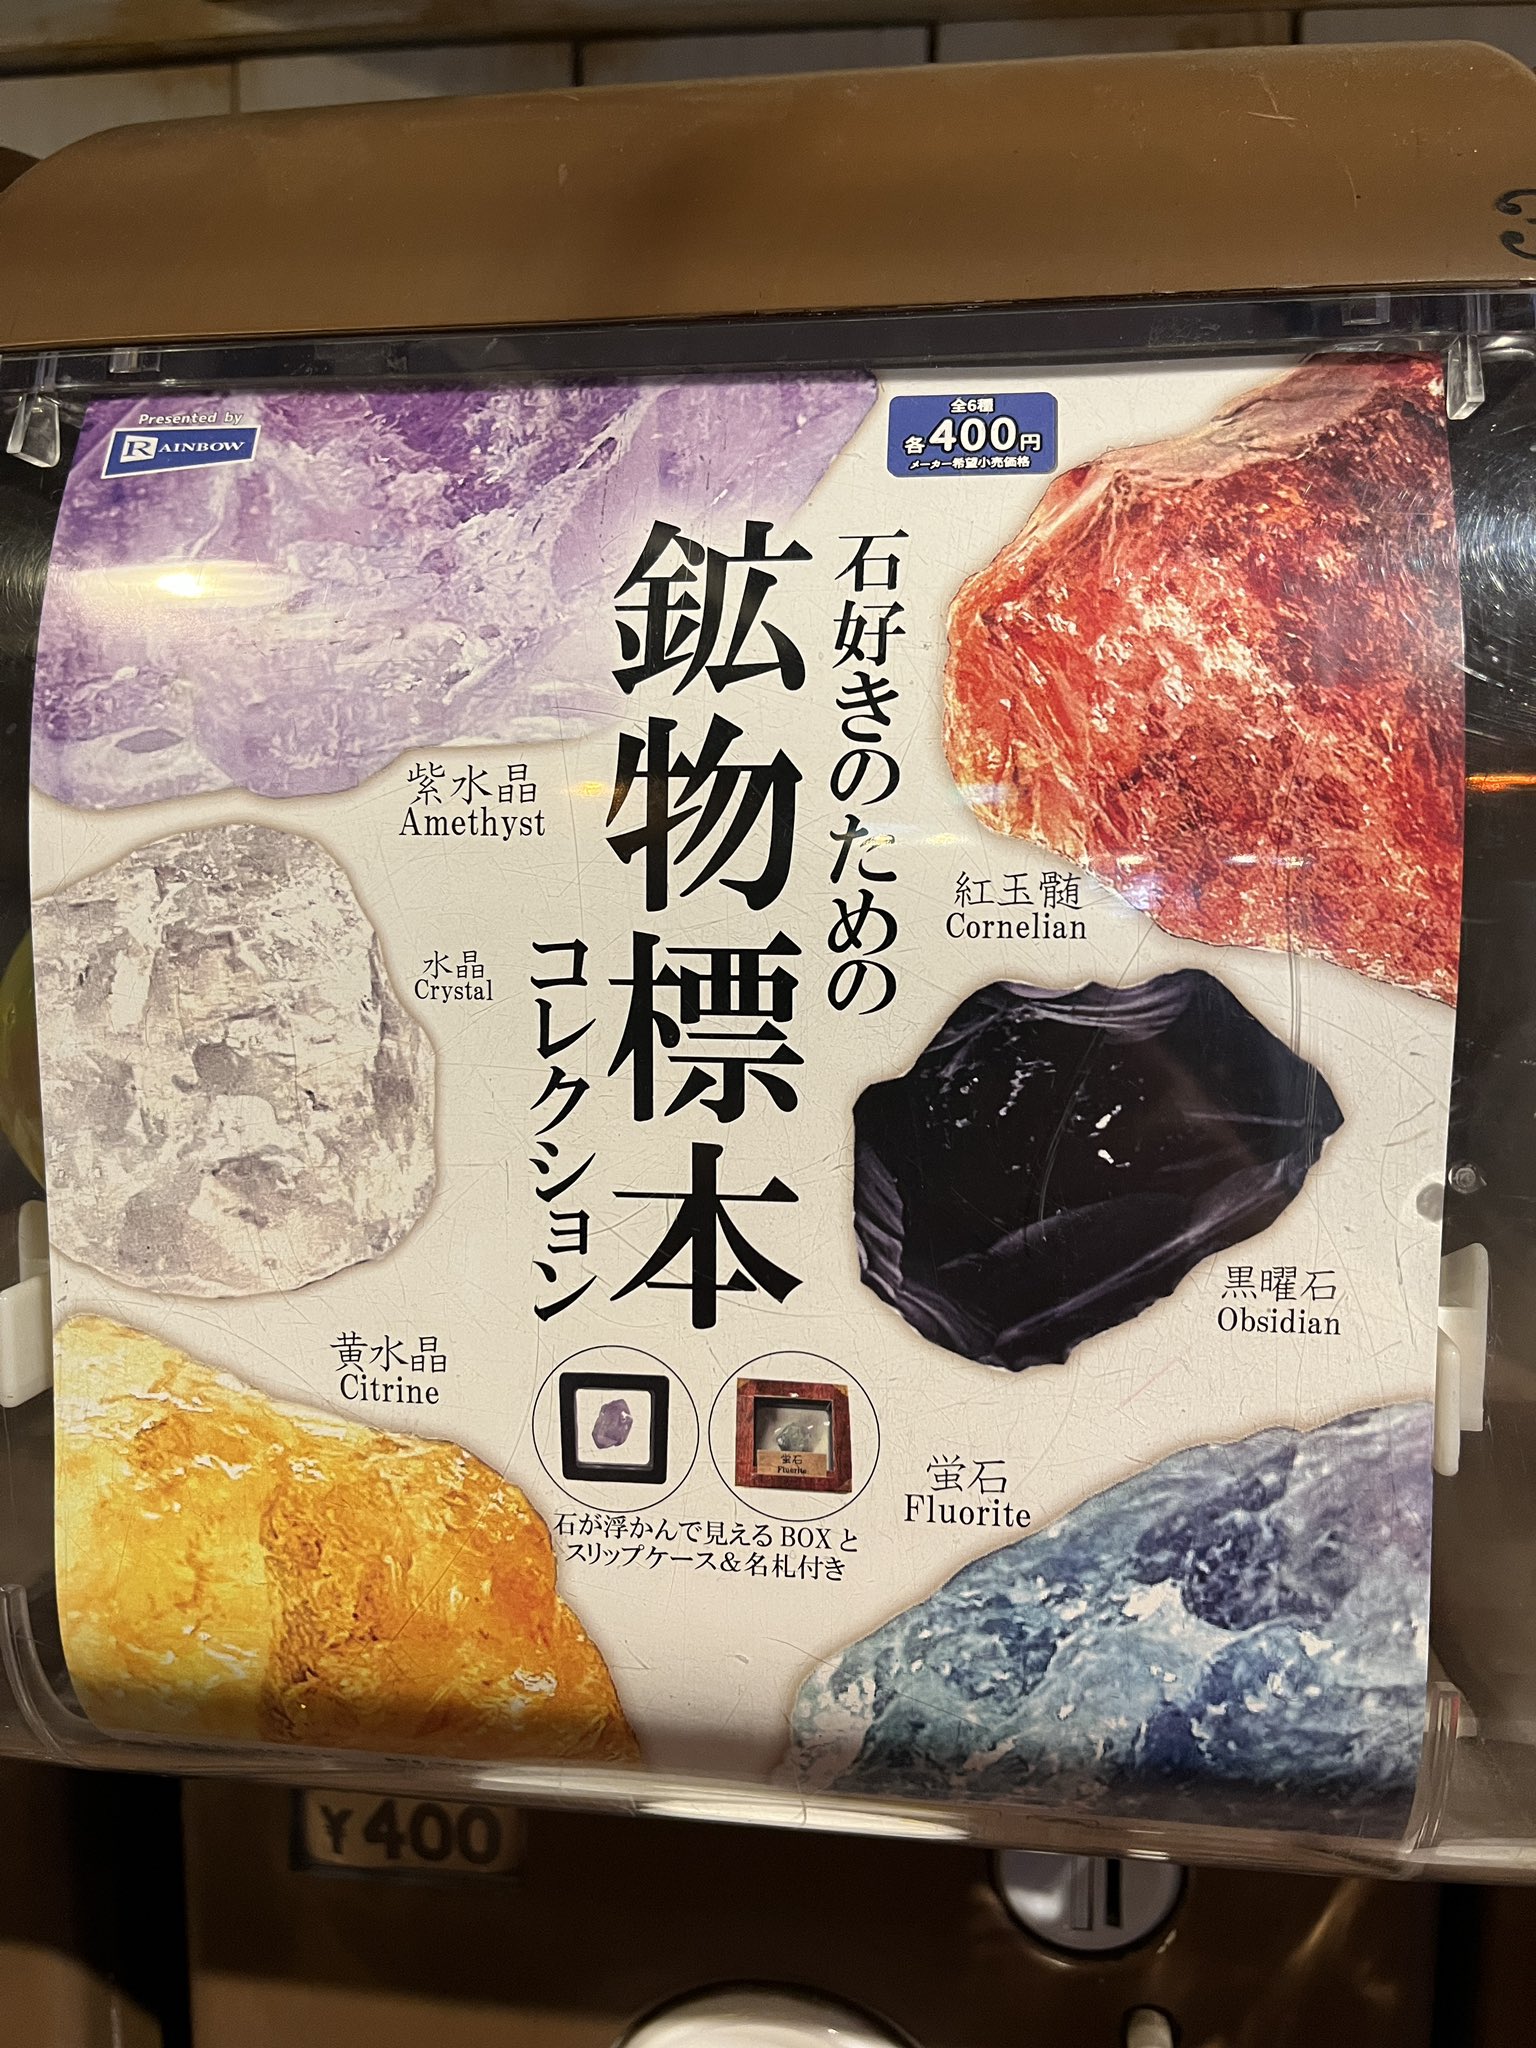 Presented by
RAINBOW
全6種
各400円
メーカー希望小売価格
石好きのための
鉱物標本
コレクション
紫水晶
Amethyst
紅玉髄
Cornelian
水晶
Crystal
黒曜石
Obsidian
黄水晶
Citrine
蛍石
Fluorite
蛍石
Fluorite
石が浮かんで見えるBOXと
スリップケース&名札付き
¥400